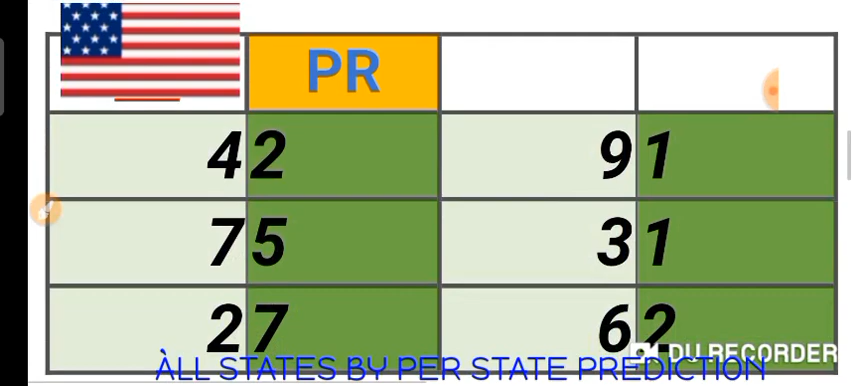 PR
42 91
75 31
27 62
DU RECORDER
ÀLL STATES BY PER STATE PREDICTION